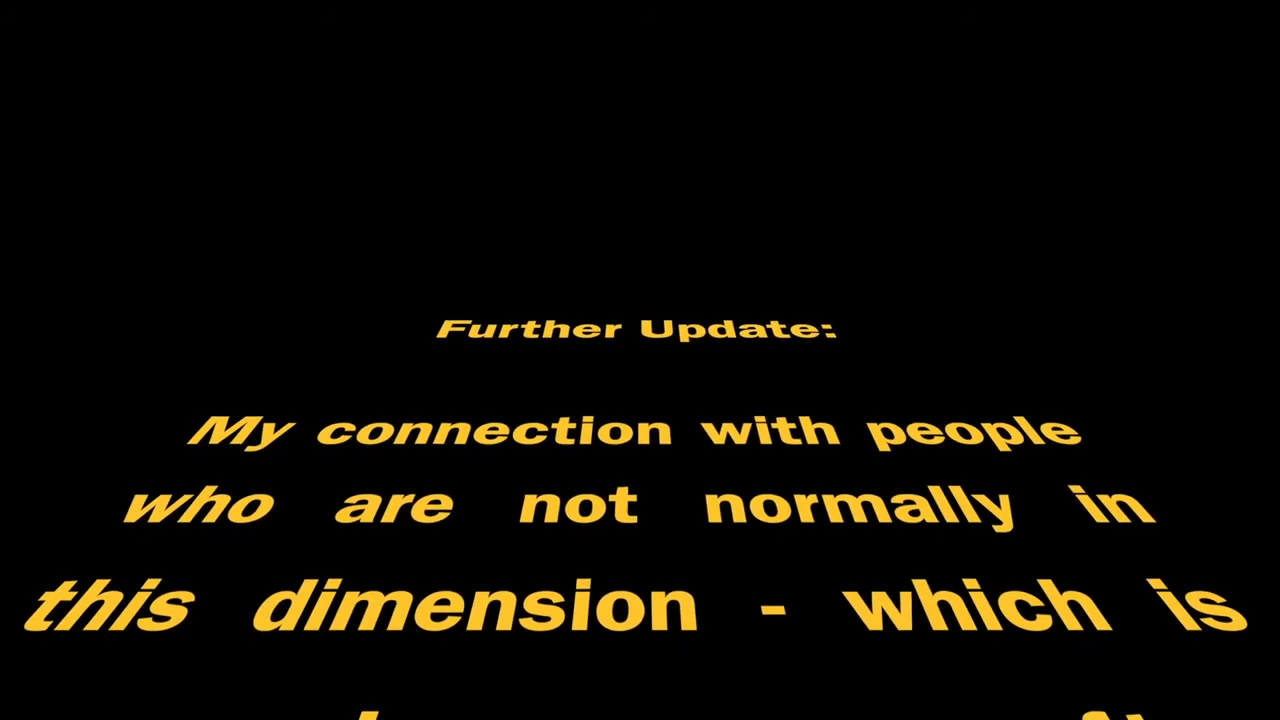 Further Update:
My connection with people
who are not normally in
this dimension - which is